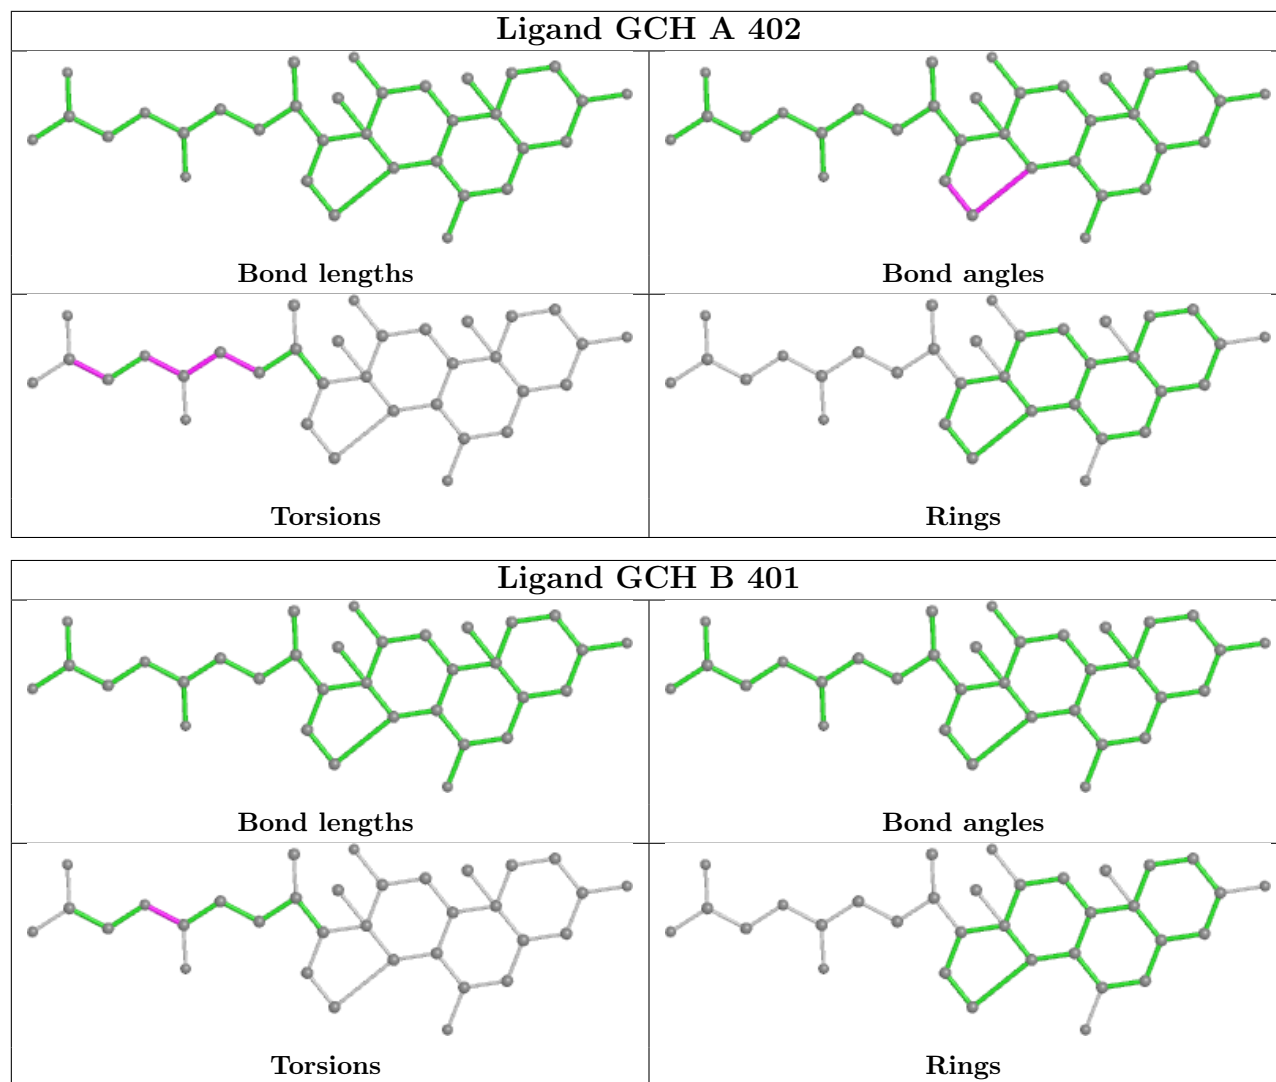 Ligand GCH A 402
Bond lengths
Bond angles
Torsions
Rings
Ligand GCH B 401
Bond lengths
Bond angles
Torsions
Rings